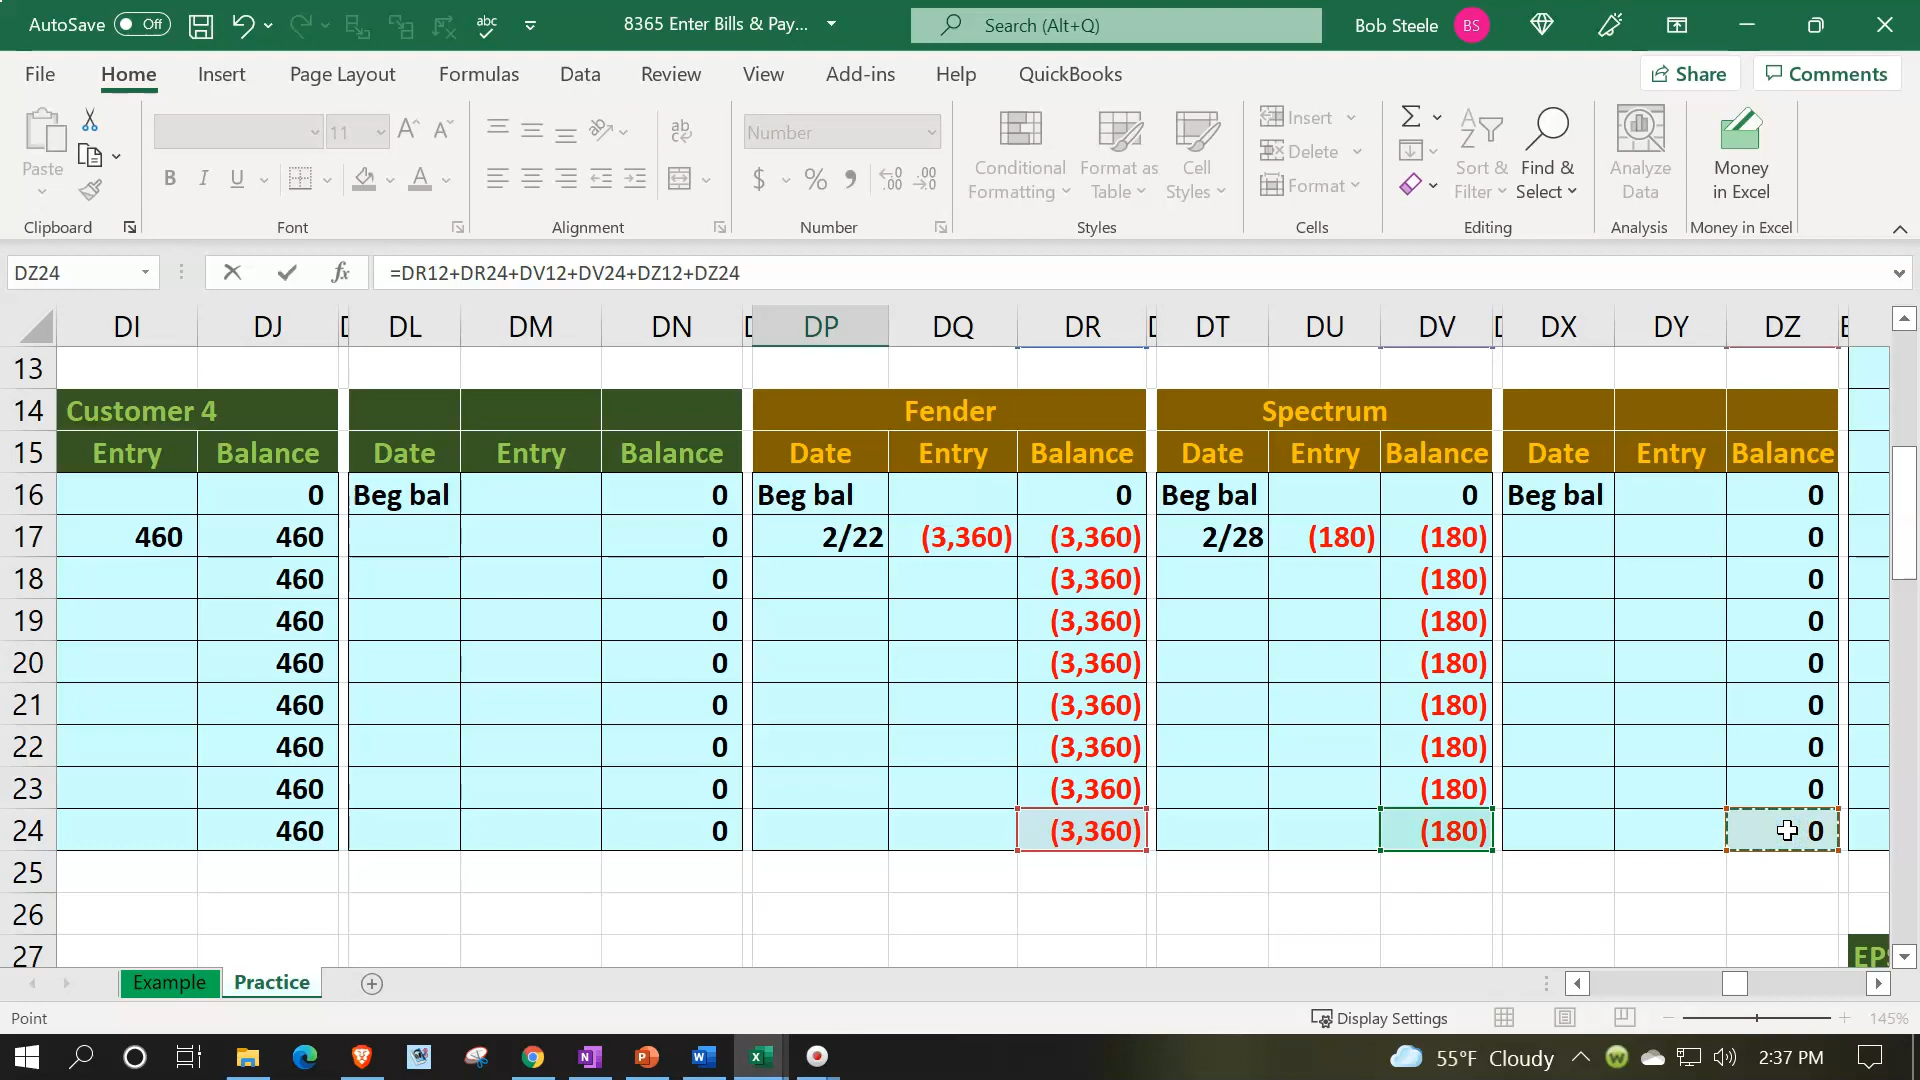 AutoSave Off
abc
8365 Enter Bills & Pay...
Search (Alt+Q)
Bob Steele BS
File Home Insert Page Layout Formulas Data Review View Add-ins Help QuickBooks Share Comments
Paste
Clipboard
11
B I U
Font
ab
Alignment
Number
$ %
Number
Conditional Formatting
Format as Table
Cell Styles
Styles
Insert
Delete
Format
Cells
Sort & Filter
Find & Select
Editing
Analyze Data
Analysis
Money in Excel
Money in Excel
DZ24 fx =DR12+DR24+DV12+DV24+DZ12+DZ24
DI DJ DL DM DN DP DQ DR DT DU DV DX DY DZ
13
14 Customer 4 Fender Spectrum
15 Entry Balance Date Entry Balance Date Entry Balance Date Entry Balance Date Entry Balance
16 0 Beg bal 0 Beg bal 0 Beg bal 0 Beg bal 0
17 460 460 0 2/22 (3,360) (3,360) 2/28 (180) (180) 0
18 460 0 (3,360) (180) 0
19 460 0 (3,360) (180) 0
20 460 0 (3,360) (180) 0
21 460 0 (3,360) (180) 0
22 460 0 (3,360) (180) 0
23 460 0 (3,360) (180) 0
24 460 0 (3,360) (180) 0
25
26
27
Example Practice
Point
Display Settings
145%
55°F Cloudy
2:37 PM